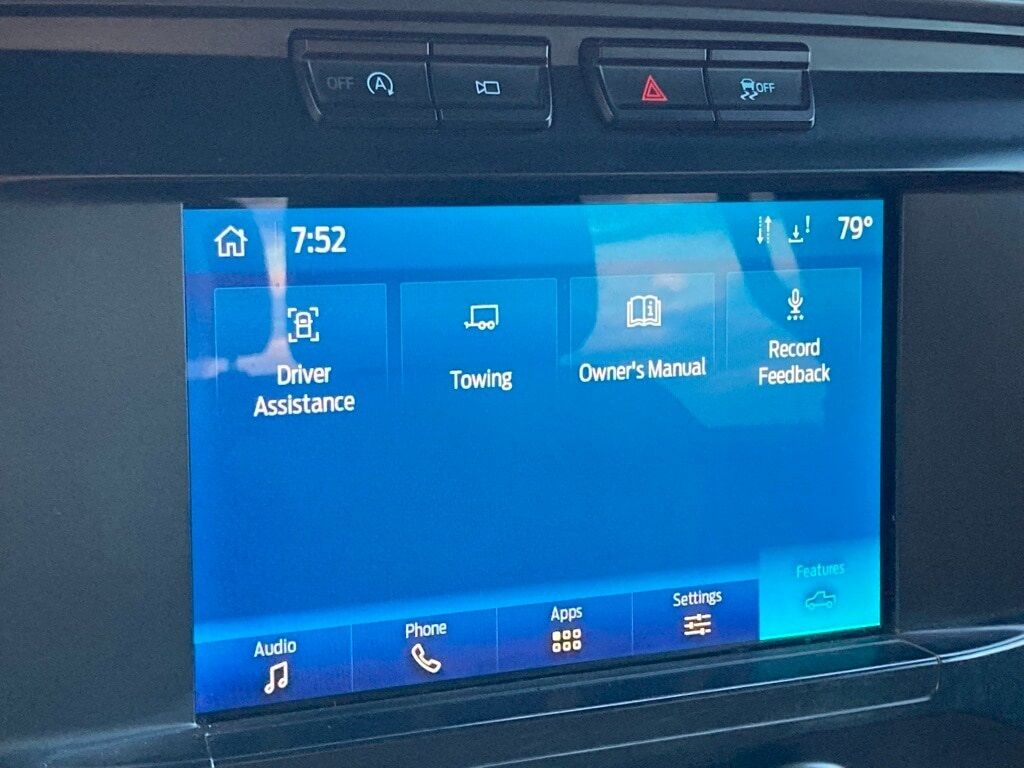 OFF A
OFF
7:52
79°
Driver
Assistance
Towing
Owner's Manual
Record
Feedback
Audio
Phone
Apps
Settings
Features